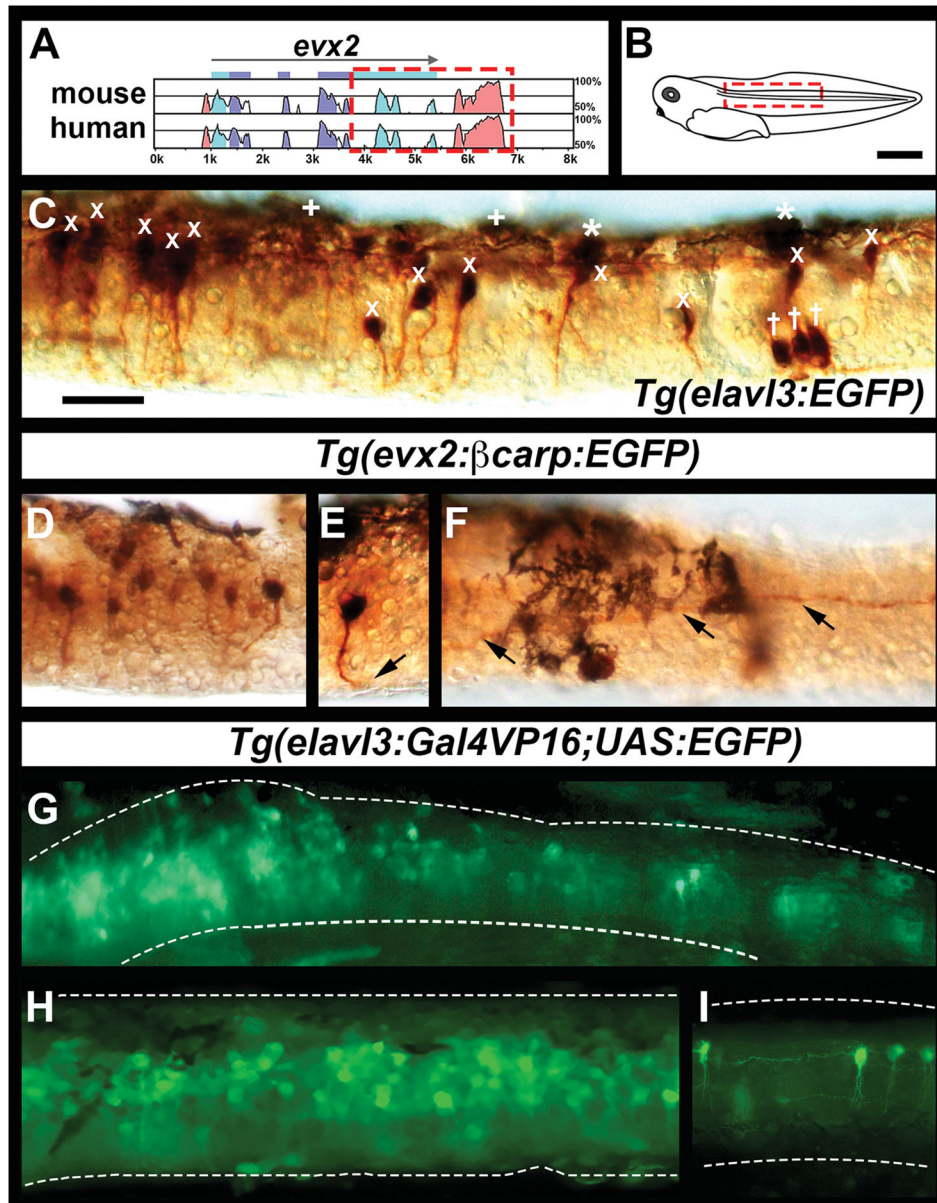 A
evx2
mouse
human
100%
50%
100%
50%
0k 1k 2k 3k 4k 5k 6k 7k 8k
B
C
x x x x x + x x x + * x x * x x
† † †
Tg(elavl3:EGFP)
Tg(evx2:βcarp:EGFP)
D
E
F
Tg(elavl3:Gal4VP16;UAS:EGFP)
G
H
I